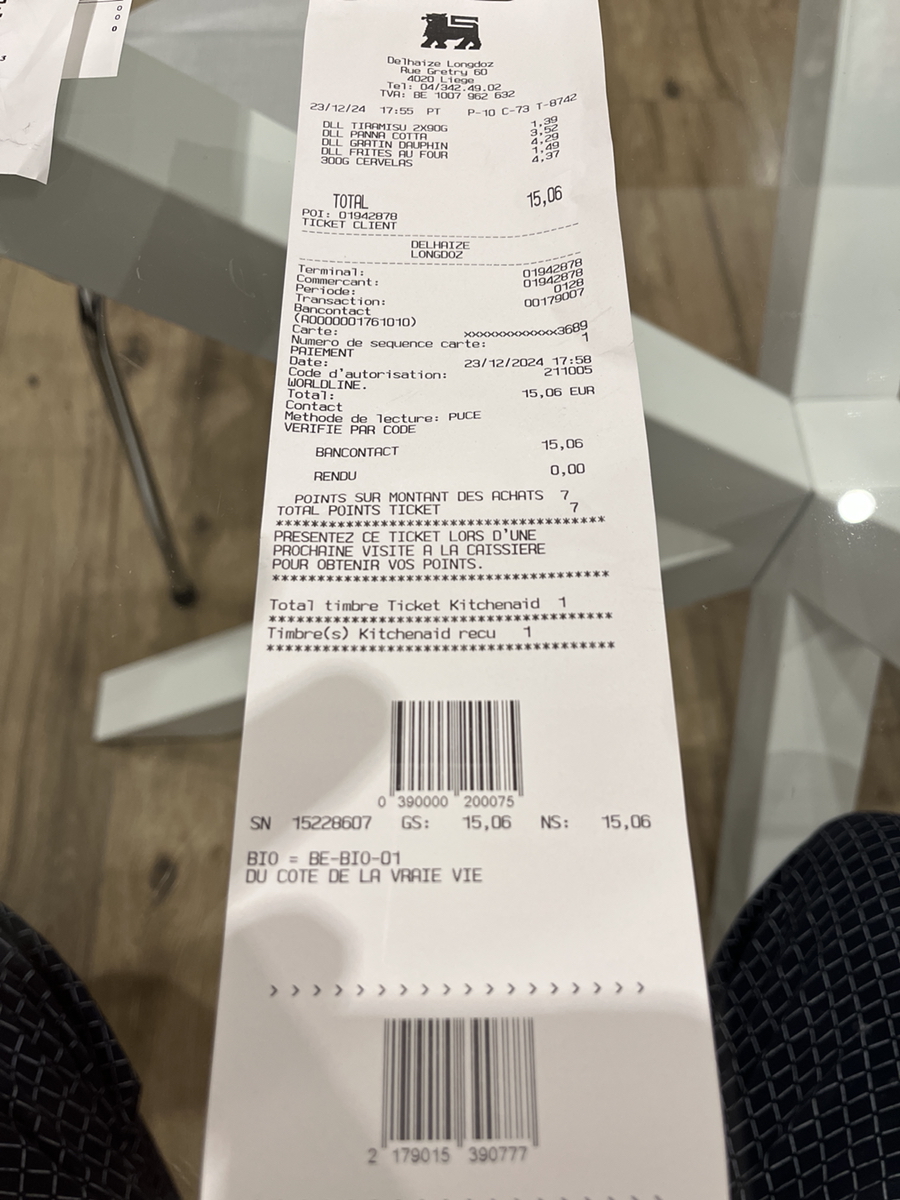 Delhaize Longdoz
Rue Gretry 60
4020 Liege
Tel: 04/342.49.02
TVA: BE 1007 962 632
23/12/24 17:55 PT P-10 C-73 T-8742
DLL TIRAMISU 2X90G 1,39
DLL PANNA COTTA 3,52
DLL GRATIN DAUPHIN 4,29
DLL FRITES AU FOUR 1,49
300G CERVELAS 4,37
TOTAL 15,06
POI: 01942878
TICKET CLIENT
DELHAIZE
LONGDOZ
Terminal: 01942878
Commercant: 01942878
Periode: 0128
Transaction: 00179007
Bancontact
(A0000001761010)
Carte: xxxxxxxxxxxxx3689
Numero de sequence carte: 1
PAIEMENT
Date: 23/12/2024 17:58
Code d'autorisation: 211005
WORLDLINE.
Total: 15,06 EUR
Contact
Methode de lecture: PUCE
VERIFIE PAR CODE
BANCONTACT 15,06
RENDU 0,00
POINTS SUR MONTANT DES ACHATS 7
TOTAL POINTS TICKET 7
**************************************
PRESENTEZ CE TICKET LORS D'UNE
PROCHAINE VISITE A LA CAISSIERE
POUR OBTENIR VOS POINTS.
**************************************
Total timbre Ticket Kitchenaid 1
**************************************
Timbre(s) Kitchenaid recu 1
**************************************
0 390000 200075
SN 15228607 GS: 15,06 NS: 15,06
BIO = BE-BIO-01
DU COTE DE LA VRAIE VIE
> > > > > > > > > > > > > > > > > >
2 179015 390777